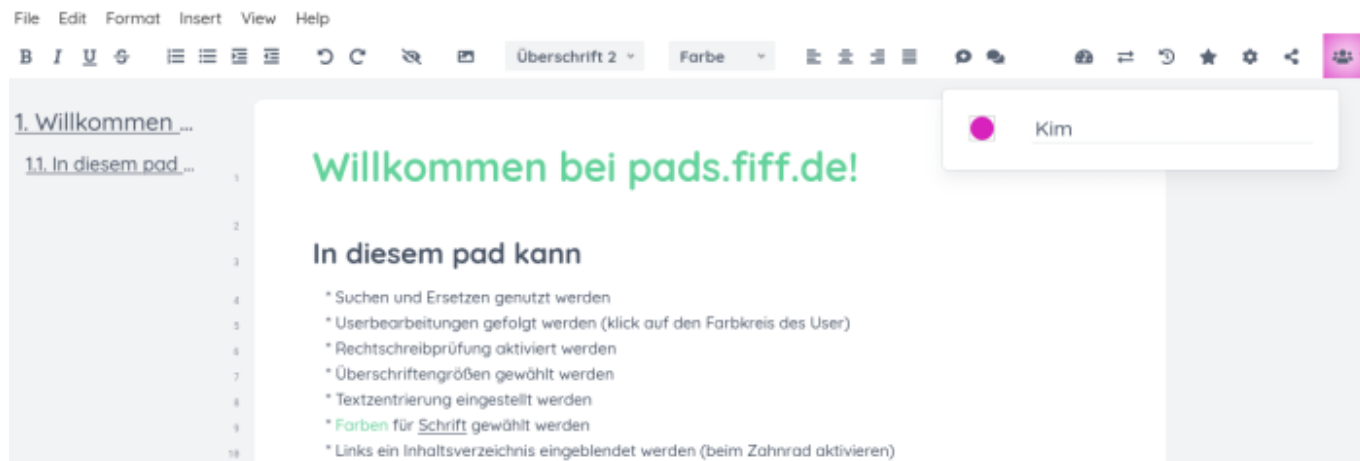 File Edit Format Insert View Help
B I U S Überschrift 2 Farbe
Kim
1. Willkommen ...
1.1. In diesem pad ...
1 Willkommen bei pads.fiff.de!
2
3 In diesem pad kann
4 * Suchen und Ersetzen genutzt werden
5 * Userbearbeitungen gefolgt werden (klick auf den Farbkreis des User)
6 * Rechtschreibprüfung aktiviert werden
7 * Überschriftengrößen gewählt werden
8 * Textzentrierung eingestellt werden
9 * Farben für Schrift gewählt werden
10 * Links ein Inhaltsverzeichnis eingeblendet werden (beim Zahnrad aktivieren)